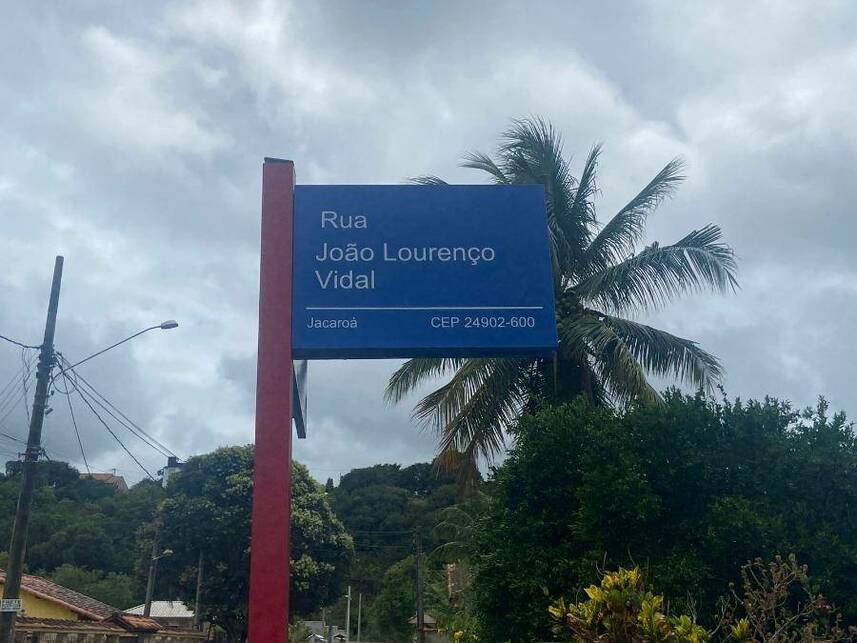 Rua
João Lourenço
Vidal
Jacaroá CEP 24902-600